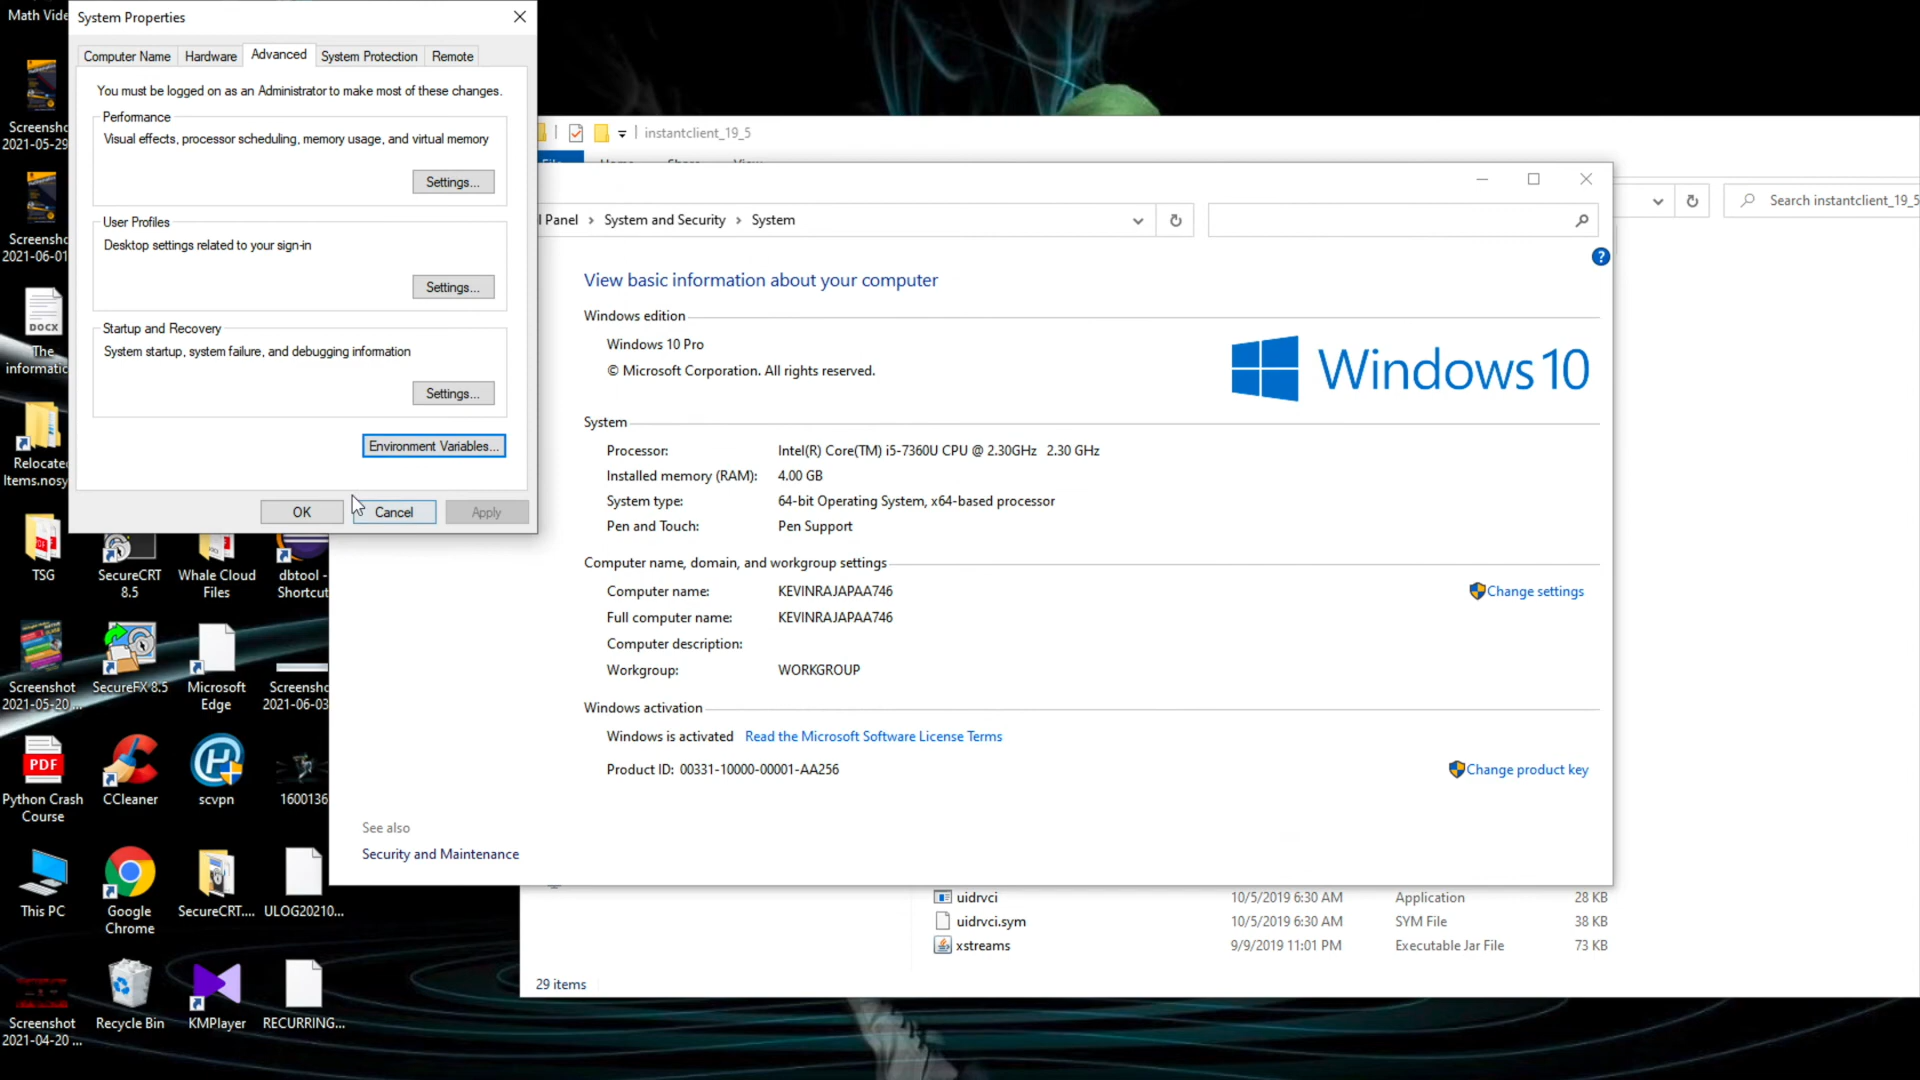 Math Vide
System Properties
Computer Name
Hardware
Advanced
System Protection
Remote
You must be logged on as an Administrator to make most of these changes.
Performance
Visual effects, processor scheduling, memory usage, and virtual memory
Settings...
User Profiles
Desktop settings related to your sign-in
Settings...
Startup and Recovery
System startup, system failure, and debugging information
Settings...
Environment Variables...
OK
Cancel
Apply
instantclient_19_5
Search instantclient_19_5
l Panel › System and Security › System
View basic information about your computer
Windows edition
Windows 10 Pro
© Microsoft Corporation. All rights reserved.
Windows 10
System
Processor: Intel(R) Core(TM) i5-7360U CPU @ 2.30GHz 2.30 GHz
Installed memory (RAM): 4.00 GB
System type: 64-bit Operating System, x64-based processor
Pen and Touch: Pen Support
Computer name, domain, and workgroup settings
Computer name: KEVINRAJAPAA746
Change settings
Full computer name: KEVINRAJAPAA746
Computer description:
Workgroup: WORKGROUP
Windows activation
Windows is activated Read the Microsoft Software License Terms
Product ID: 00331-10000-00001-AA256
Change product key
See also
Security and Maintenance
uidrvci 10/5/2019 6:30 AM Application 28 KB
uidrvci.sym 10/5/2019 6:30 AM SYM File 38 KB
xstreams 9/9/2019 11:01 PM Executable Jar File 73 KB
29 items
Screensho
2021-05-29
Screensho
2021-06-01
DOCX
The
informatic
Relocate
Items.nosy
TSG
SecureCRT
8.5
Whale Cloud
Files
dbtool -
Shortcut
Screenshot
2021-05-20 ...
SecureFX 8.5
Microsoft
Edge
Screensho
2021-06-03
PDF
Python Crash
Course
CCleaner
scvpn
1600136
This PC
Google
Chrome
SecureCRT....
ULOG20210...
Screenshot
2021-04-20 ...
Recycle Bin
KMPlayer
RECURRING...